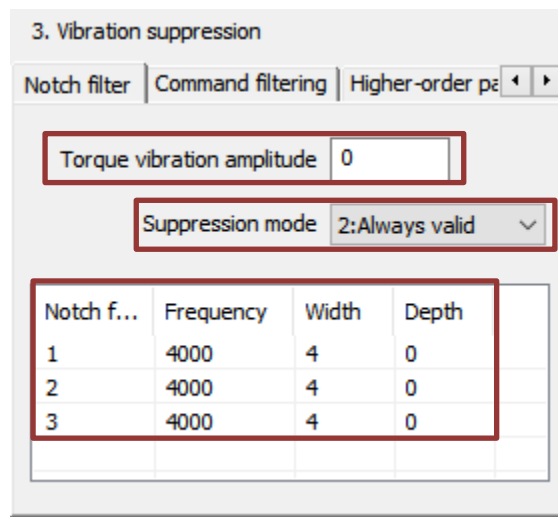 3. Vibration suppression
Notch filter Command filtering Higher-order pa
Torque vibration amplitude 0
Suppression mode 2:Always valid
Notch f... Frequency Width Depth
1 4000 4 0
2 4000 4 0
3 4000 4 0